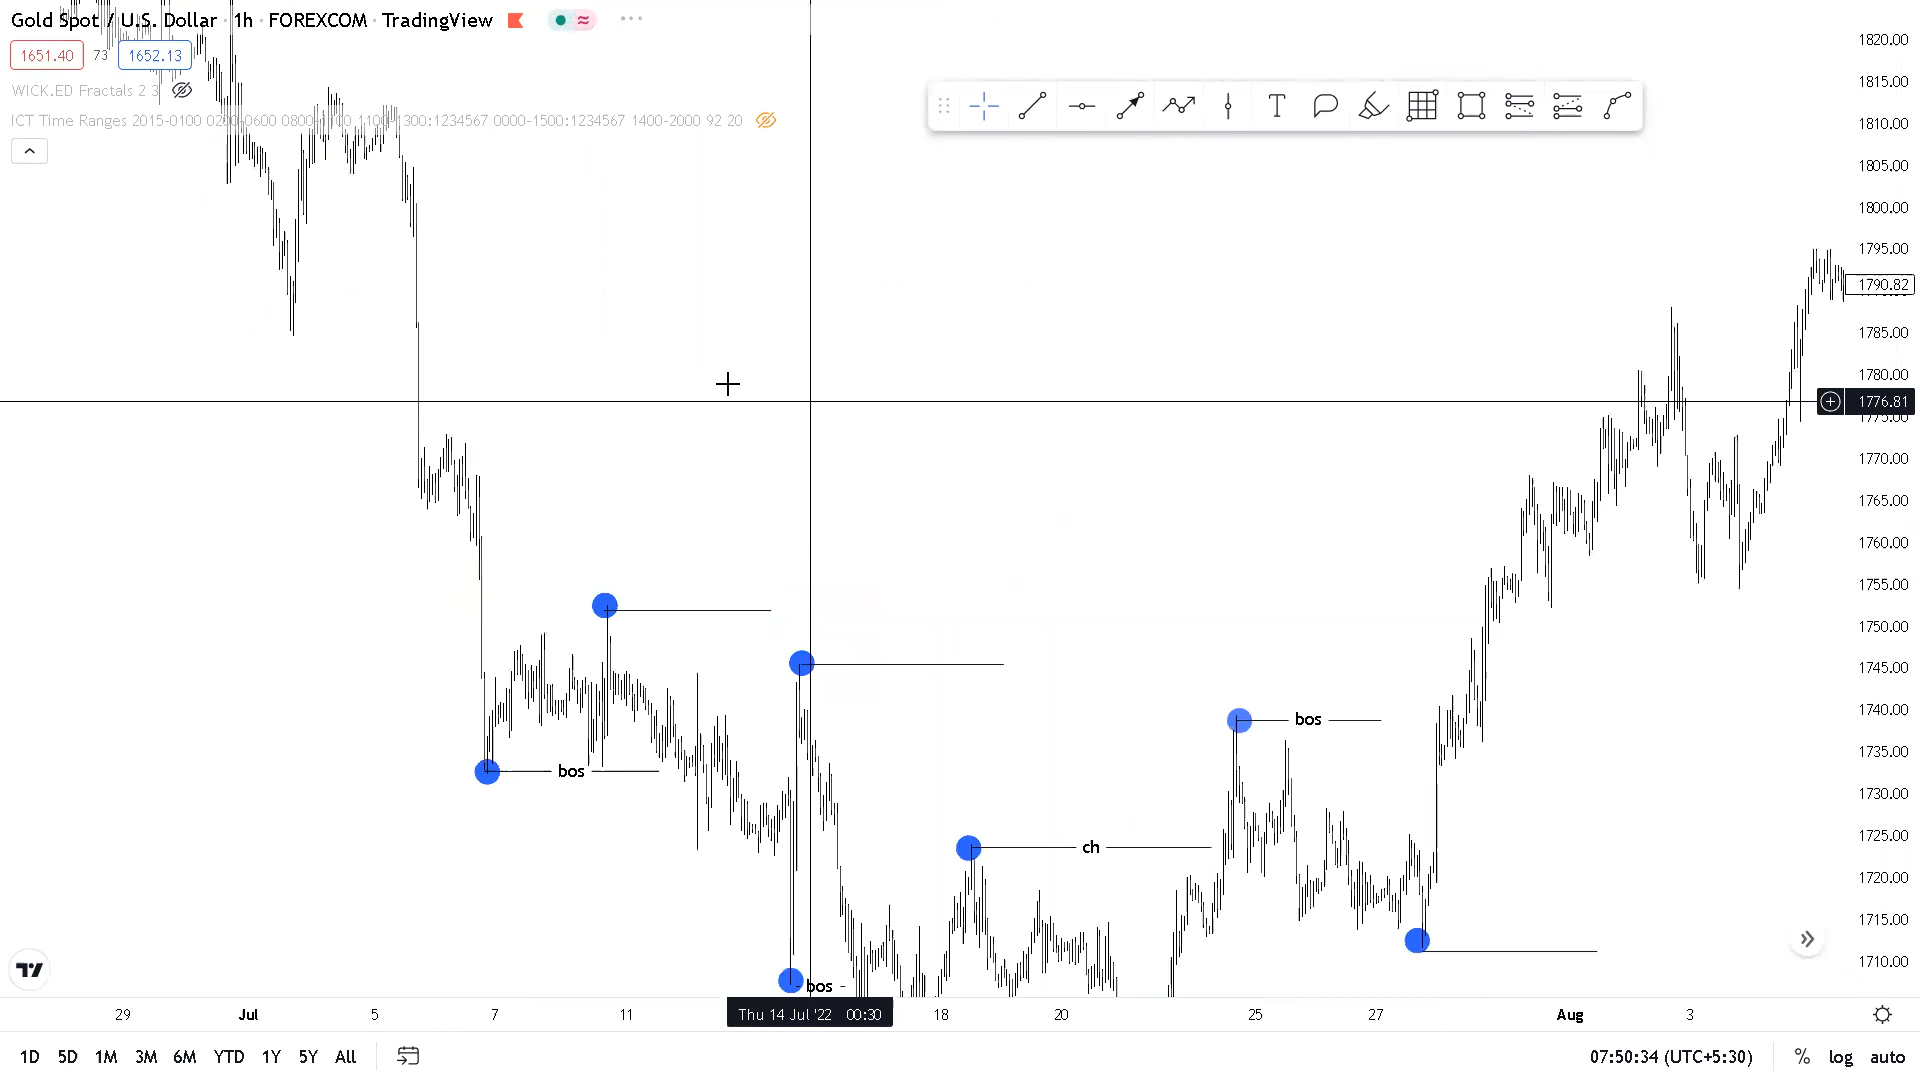 Gold Spot / U.S. Dollar · 1h · FOREXCOM · TradingView
1651.40 73 1652.13
WICK.ED Fractals 2 3
ICT Time Ranges 2015-0100 0200-0600 0800-1100 1100-1300:1234567 0000-1500:1234567 1400-2000 92 20
1820.00
1815.00
1810.00
1805.00
1800.00
1795.00
1790.82
1785.00
1780.00
1776.81
1775.00
1770.00
1765.00
1760.00
1755.00
1750.00
1745.00
1740.00
1735.00
1730.00
1725.00
1720.00
1715.00
1710.00
bos
bos
ch
bos
29 Jul 5 7 11 Thu 14 Jul '22 00:30 18 20 25 27 Aug 3
1D 5D 1M 3M 6M YTD 1Y 5Y All 07:50:34 (UTC+5:30) % log auto